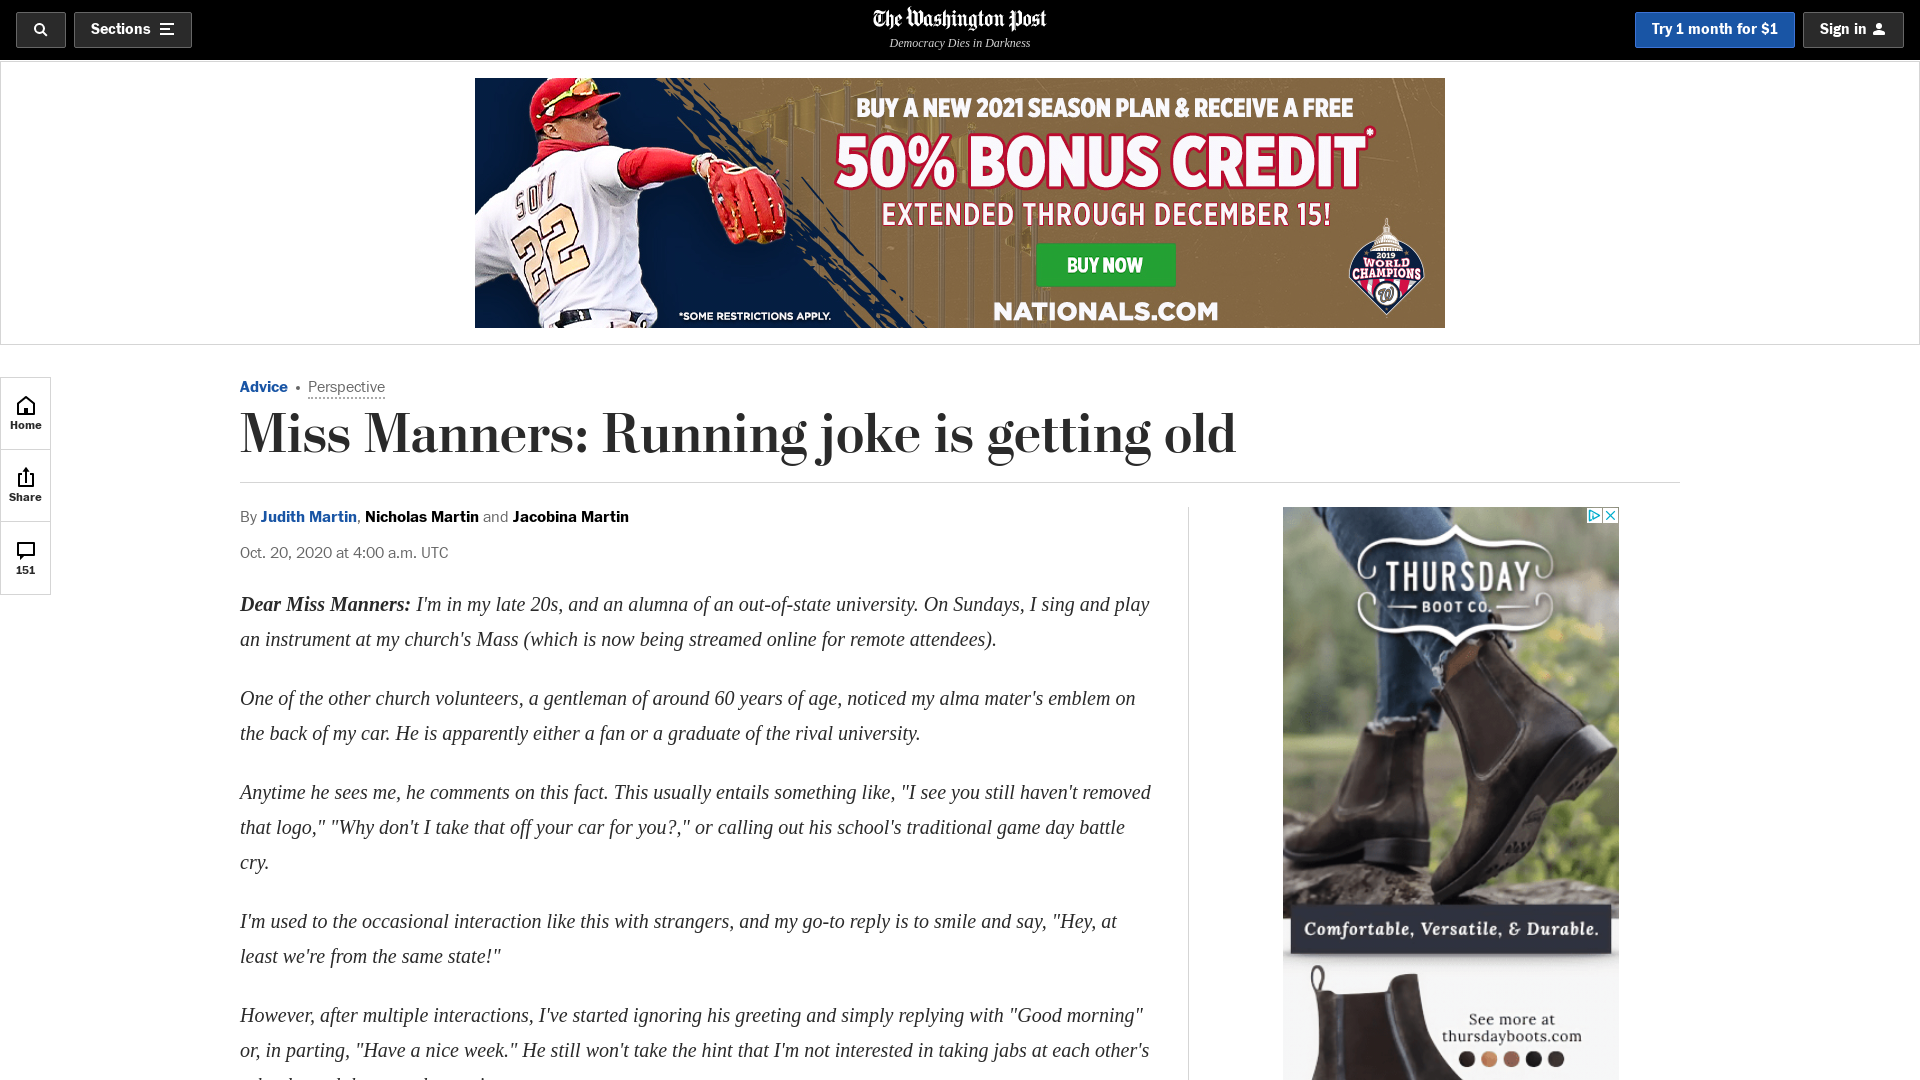 Sections
The Washington Post
Democracy Dies in Darkness
Try 1 month for $1
Sign in
BUY A NEW 2021 SEASON PLAN & RECEIVE A FREE
50% BONUS CREDIT*
EXTENDED THROUGH DECEMBER 15!
BUY NOW
NATIONALS.COM
*SOME RESTRICTIONS APPLY.
SOTO
22
2019
WORLD
CHAMPIONS
W
Home
Share
151
Advice • Perspective
Miss Manners: Running joke is getting old
By Judith Martin, Nicholas Martin and Jacobina Martin
Oct. 20, 2020 at 4:00 a.m. UTC
Dear Miss Manners: I'm in my late 20s, and an alumna of an out-of-state university. On Sundays, I sing and play
an instrument at my church's Mass (which is now being streamed online for remote attendees).
One of the other church volunteers, a gentleman of around 60 years of age, noticed my alma mater's emblem on
the back of my car. He is apparently either a fan or a graduate of the rival university.
Anytime he sees me, he comments on this fact. This usually entails something like, "I see you still haven't removed
that logo," "Why don't I take that off your car for you?," or calling out his school's traditional game day battle
cry.
I'm used to the occasional interaction like this with strangers, and my go-to reply is to smile and say, "Hey, at
least we're from the same state!"
However, after multiple interactions, I've started ignoring his greeting and simply replying with "Good morning"
or, in parting, "Have a nice week." He still won't take the hint that I'm not interested in taking jabs at each other's
THURSDAY
BOOT CO.
Comfortable, Versatile, & Durable.
See more at
thursdayboots.com